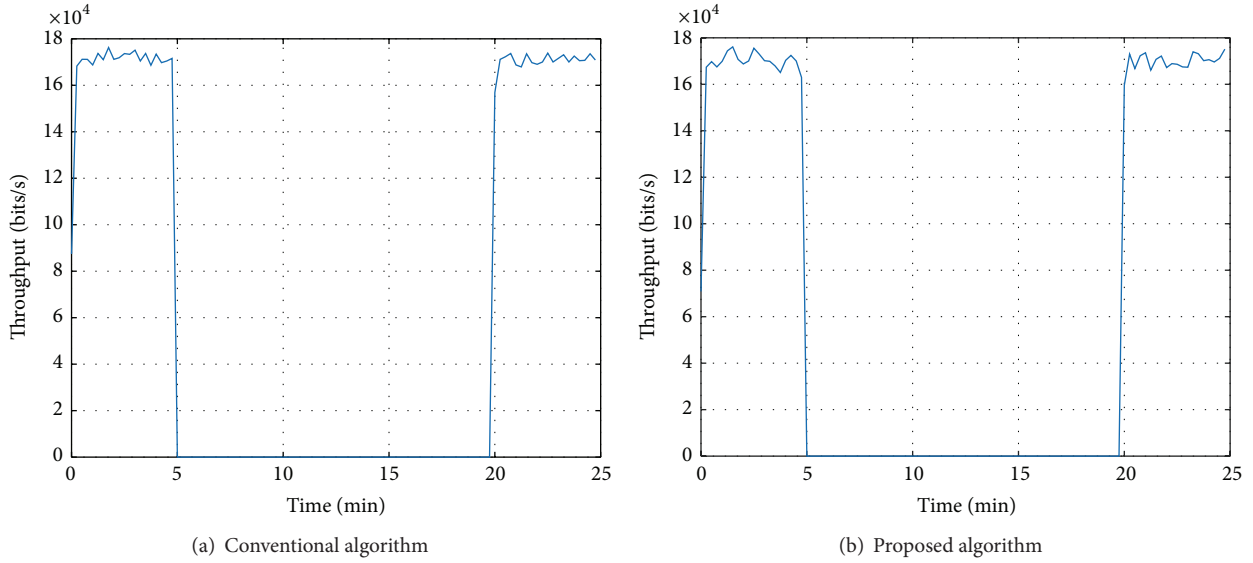 ×10⁴
18
16
14
12
10
8
6
4
2
0
Throughput (bits/s)
0 5 10 15 20 25
Time (min)
(a) Conventional algorithm
×10⁴
18
16
14
12
10
8
6
4
2
0
Throughput (bits/s)
0 5 10 15 20 25
Time (min)
(b) Proposed algorithm